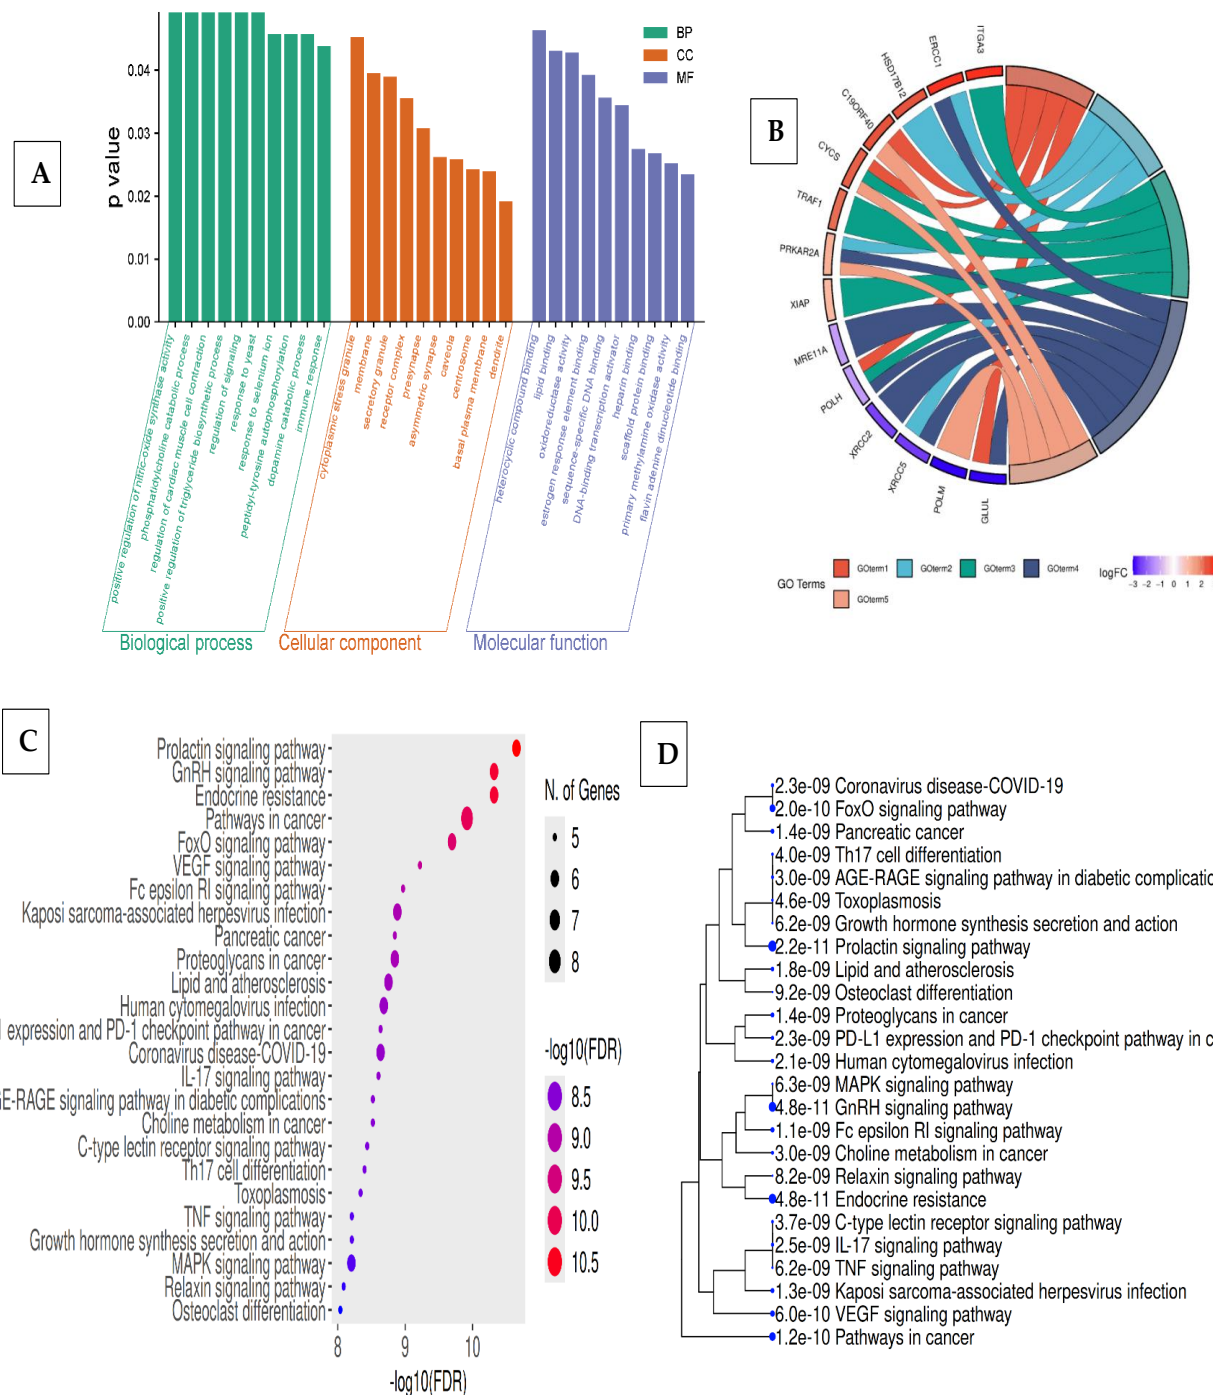 A
p value
0.04
0.03
0.02
0.01
0.00
BP
CC
MF
positive regulation of nitric-oxide synthase activity
phosphatidylcholine metabolic process
regulation of cardiac muscle cell contraction
positive regulation of triglyceride biosynthetic process
regulation of signaling
response to yeast
response to selenium ion
peptidyl-tyrosine autophosphorylation
dopamine catabolic process
immune response
cytoplasmic stress granule
membrane
secretory granule
receptor complex
presynapse
asymmetric synapse
caveola
centrosome
basal plasma membrane
dendrite
heterocyclic compound binding
lipid binding
oxidoreductase activity
estrogen response element binding
sequence-specific DNA binding
DNA-binding transcription activator
heparin binding
scaffold protein binding
primary methylamine oxidase activity
flavin adenine dinucleotide binding
Biological process
Cellular component
Molecular function
B
ITGA3
ERCC1
HSD17B12
C19ORF40
CYCS
TRAF1
PRKAR2A
XIAP
MRE11A
POLH
XRCC2
XRCC5
POLM
GLUL
GO Terms
GOterm1
GOterm2
GOterm3
GOterm4
GOterm5
logFC
-3 -2 -1 0 1 2
C
Prolactin signaling pathway
GnRH signaling pathway
Endocrine resistance
Pathways in cancer
FoxO signaling pathway
VEGF signaling pathway
Fc epsilon RI signaling pathway
Kaposi sarcoma-associated herpesvirus infection
Pancreatic cancer
Proteoglycans in cancer
Lipid and atherosclerosis
Human cytomegalovirus infection
1 expression and PD-1 checkpoint pathway in cancer
Coronavirus disease-COVID-19
IL-17 signaling pathway
GE-RAGE signaling pathway in diabetic complications
Choline metabolism in cancer
C-type lectin receptor signaling pathway
Th17 cell differentiation
Toxoplasmosis
TNF signaling pathway
Growth hormone synthesis secretion and action
MAPK signaling pathway
Relaxin signaling pathway
Osteoclast differentiation
8 9 10
-log10(FDR)
N. of Genes
5
6
7
8
-log10(FDR)
8.5
9.0
9.5
10.0
10.5
D
2.3e-09 Coronavirus disease-COVID-19
2.0e-10 FoxO signaling pathway
1.4e-09 Pancreatic cancer
4.0e-09 Th17 cell differentiation
3.0e-09 AGE-RAGE signaling pathway in diabetic complicatio
4.6e-09 Toxoplasmosis
6.2e-09 Growth hormone synthesis secretion and action
2.2e-11 Prolactin signaling pathway
1.8e-09 Lipid and atherosclerosis
9.2e-09 Osteoclast differentiation
1.4e-09 Proteoglycans in cancer
2.3e-09 PD-L1 expression and PD-1 checkpoint pathway in c
2.1e-09 Human cytomegalovirus infection
6.3e-09 MAPK signaling pathway
4.8e-11 GnRH signaling pathway
1.1e-09 Fc epsilon RI signaling pathway
3.0e-09 Choline metabolism in cancer
8.2e-09 Relaxin signaling pathway
4.8e-11 Endocrine resistance
3.7e-09 C-type lectin receptor signaling pathway
2.5e-09 IL-17 signaling pathway
6.2e-09 TNF signaling pathway
1.3e-09 Kaposi sarcoma-associated herpesvirus infection
6.0e-10 VEGF signaling pathway
1.2e-10 Pathways in cancer